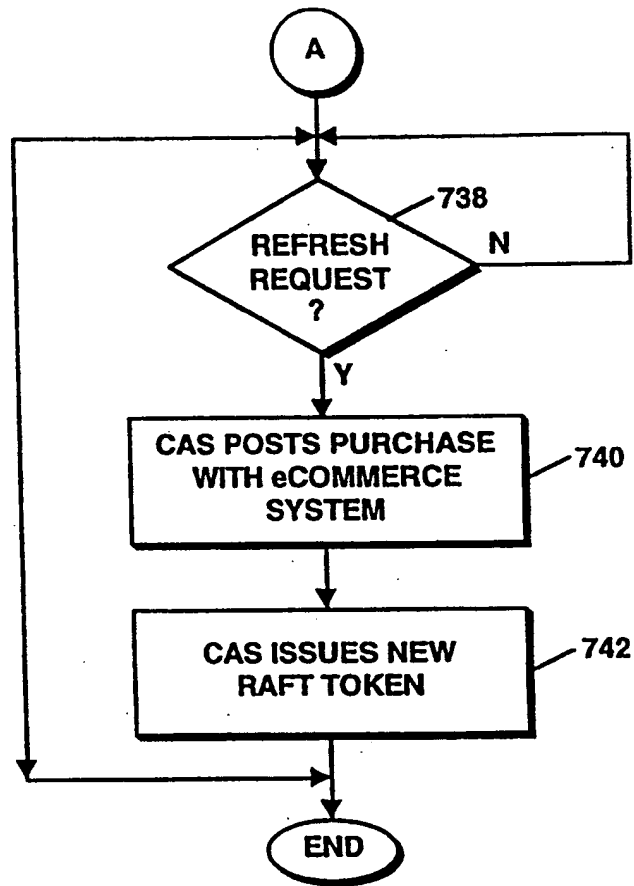 A
738
REFRESH
REQUEST
?
N
Y
CAS POSTS PURCHASE
WITH eCOMMERCE
SYSTEM
740
CAS ISSUES NEW
RAFT TOKEN
742
END